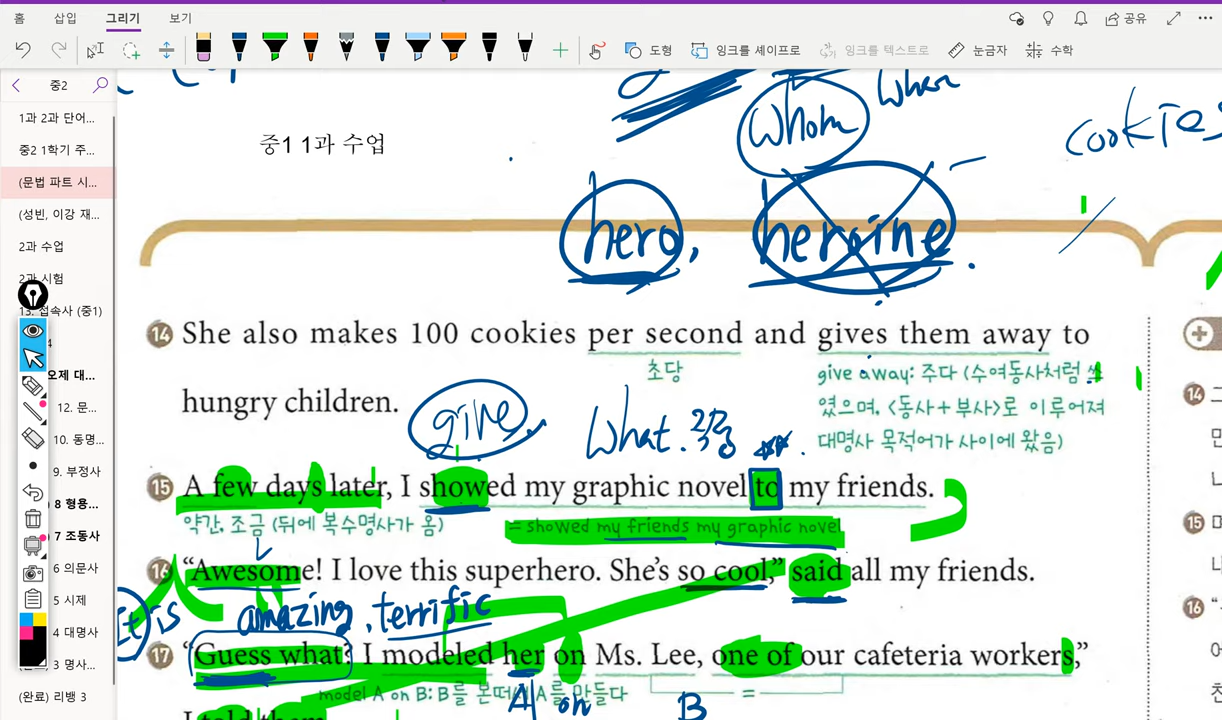 홈 삽입 그리기 보기
공유
도형 잉크를 셰이프로 잉크를 텍스트로 눈금자 수학
중2
1과 2과 단어...
중2 1학기 주...
(문법 파트 시...
(성빈, 이강 재...
2과 수업
2과 시험
13. 접속사 (중1)
4
오제 대...
12. 문...
10. 동명...
9. 부정사
8 형용...
7 조동사
6 의문사
5 시제
4 대명사
3 명사...
(완료) 리뱅 3
중1 1과 수업
whom when
cookies
hero, heroine.
14 She also makes 100 cookies per second and gives them away to
초당
give away: 주다 (수여동사처럼 쓰
였으며, <동사+부사>로 이루어져
대명사 목적어가 사이에 왔음)
hungry children.
give, What. 감
15 A few days later, I showed my graphic novel to my friends.
약간, 조금 (뒤에 복수명사가 옴)
= showed my friends my graphic novel
16 “Awesome! I love this superhero. She’s so cool,” said all my friends.
It is amazing, terrific
17 “Guess what? I modeled her on Ms. Lee, one of our cafeteria workers,”
model A on B: B를 본떠서 A를 만들다
=
A on B
I told them.
14
15
16